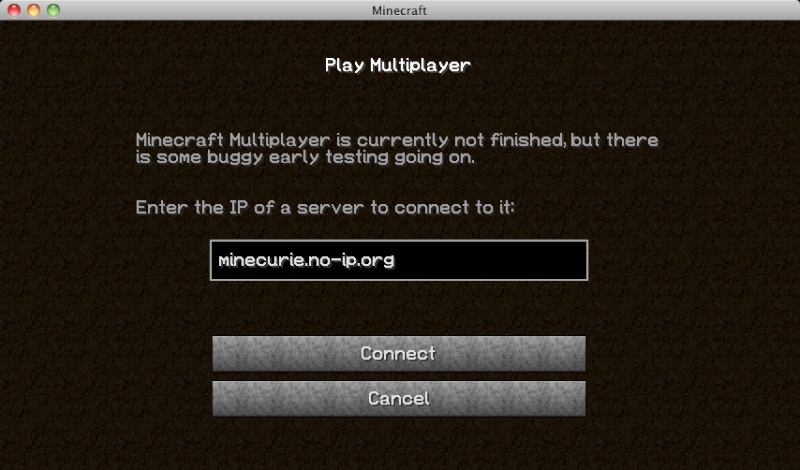 Minecraft
Play Multiplayer
Minecraft Multiplayer is currently not finished, but there
is some buggy early testing going on.
Enter the IP of a server to connect to it:
minecurie.no-ip.org
Connect
Cancel